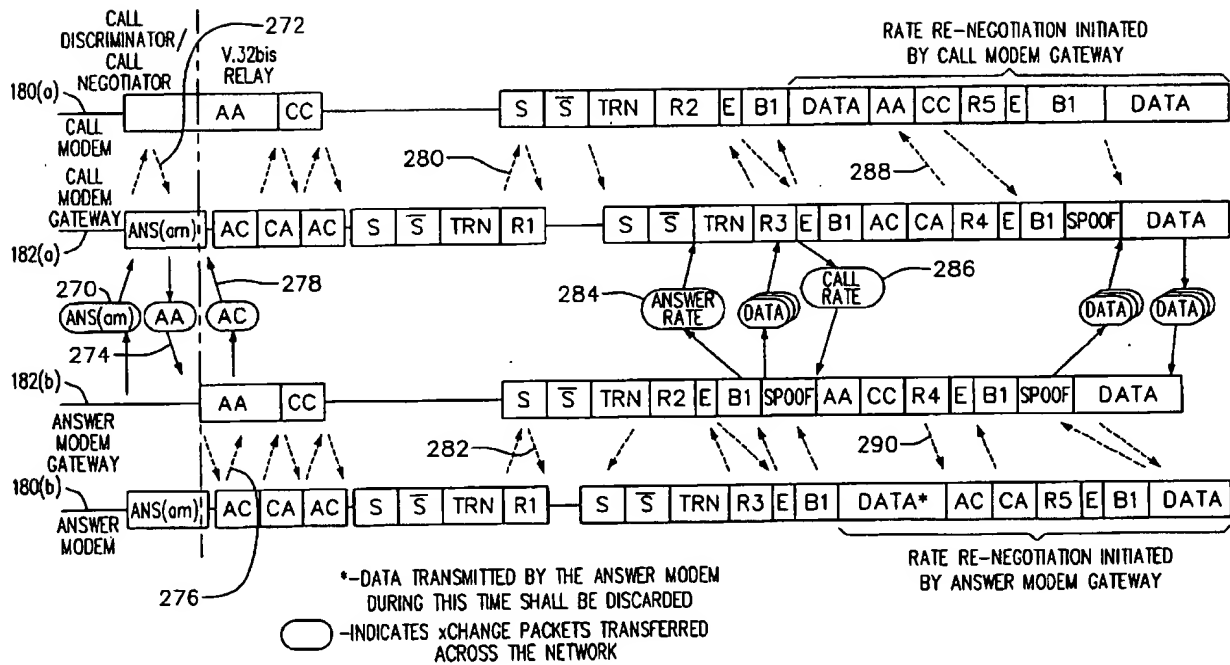 CALL
DISCRIMINATOR/
CALL
NEGOTIATOR
272
V.32bis
RELAY
RATE RE-NEGOTIATION INITIATED
BY CALL MODEM GATEWAY
180(a)
CALL
MODEM
AA CC S S̅ TRN R2 E B1 DATA AA CC R5 E B1 DATA
280
288
CALL
MODEM
GATEWAY
182(a)
ANS(am) AC CA AC S S̅ TRN R1 S S̅ TRN R3 E B1 AC CA R4 E B1 SPOOF DATA
270
278
284
286
ANS(am) AA AC
ANSWER
RATE
DATA
CALL
RATE
DATA
DATA
274
182(b)
ANSWER
MODEM
GATEWAY
AA CC S S̅ TRN R2 E B1 SPOOF AA CC R4 E B1 SPOOF DATA
282
290
180(b)
ANSWER
MODEM
ANS(am) AC CA AC S S̅ TRN R1 S S̅ TRN R3 E B1 DATA* AC CA R5 E B1 DATA
276
RATE RE-NEGOTIATION INITIATED
BY ANSWER MODEM GATEWAY
*-DATA TRANSMITTED BY THE ANSWER MODEM
DURING THIS TIME SHALL BE DISCARDED
-INDICATES xCHANGE PACKETS TRANSFERRED
ACROSS THE NETWORK